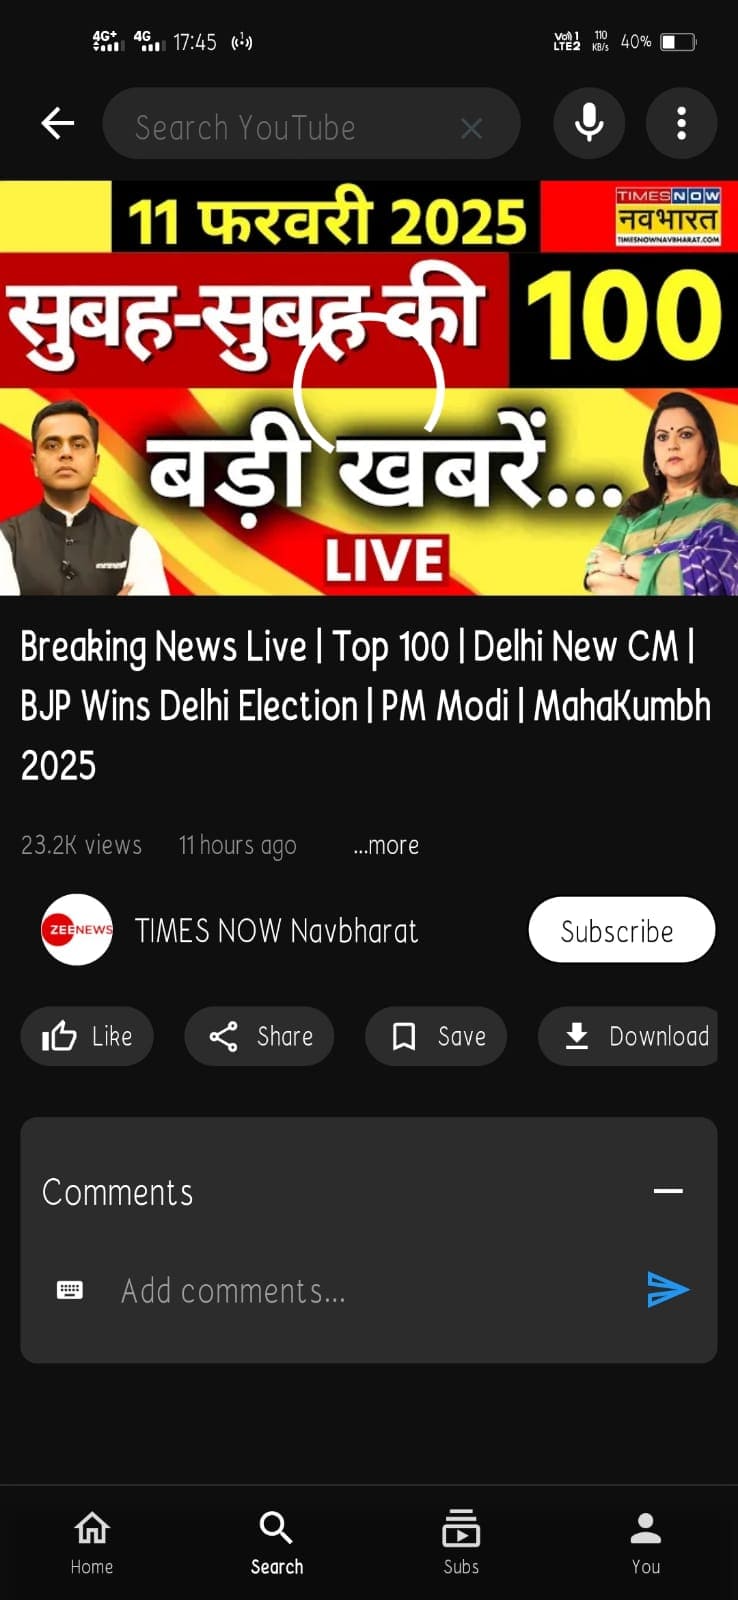 4G+ 4G 17:45 Vo) 1 LTE2 110 KB/s 40%
Search YouTube
11 फरवरी 2025
TIMES NOW
नवभारत
TIMESNOWNAVBHARAT.COM
सुबह-सुबह की 100
बड़ी खबरें...
LIVE
Breaking News Live | Top 100 | Delhi New CM |
BJP Wins Delhi Election | PM Modi | MahaKumbh
2025
23.2K views 11 hours ago ...more
ZEE NEWS TIMES NOW Navbharat Subscribe
Like Share Save Download
Comments
Add comments...
Home Search Subs You